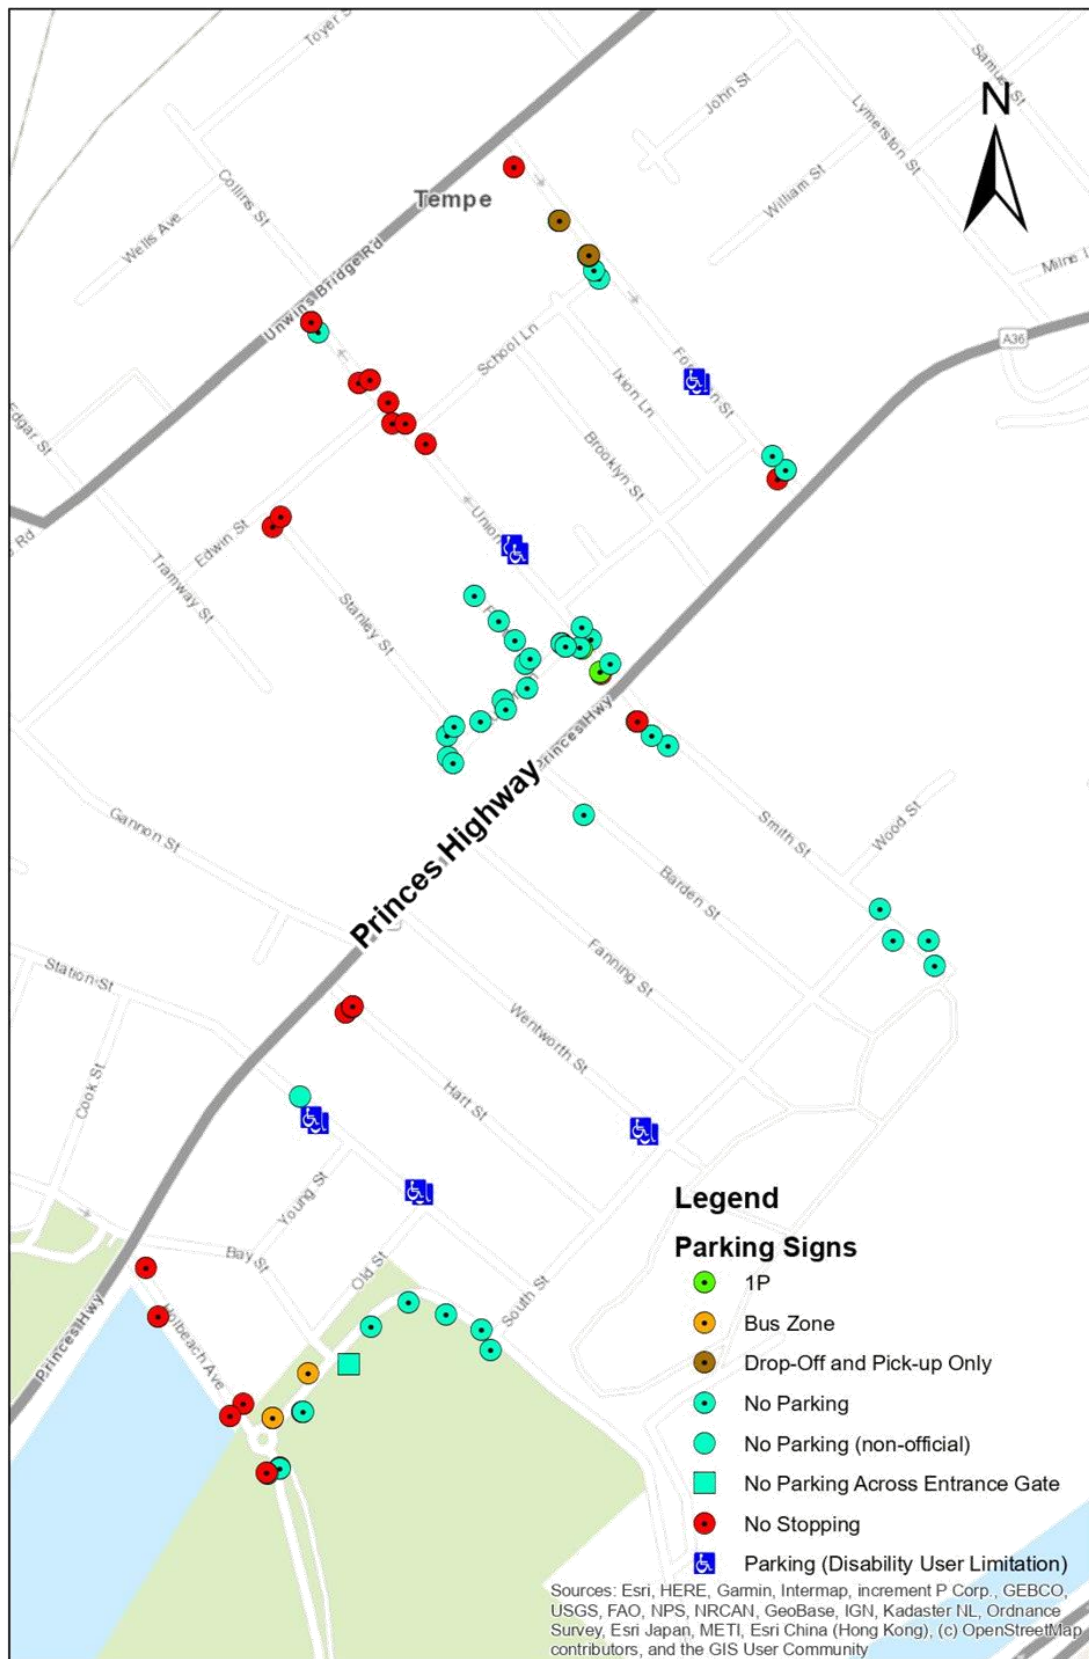 Toyer S
Samuel St
John St
N
Lymerston St
Collins St
Tempe
William St
Wells Ave
Unwins Bridge Rd
Milne
School Ln
A36
Ixion Ln
Edgar St
Brooklyn St
Union
Rd
Edwin St
Tramway St
Stanley St
Princes Hwy
Princes Highway
Gannon St
Smith St
Wood St
Barden St
Fanning St
Station St
Wentworth St
Cook St
Hart St
Young St
Bay St
Old St
South St
Princes Hwy
Holbeach Ave
Legend
Parking Signs
1P
Bus Zone
Drop-Off and Pick-up Only
No Parking
No Parking (non-official)
No Parking Across Entrance Gate
No Stopping
Parking (Disability User Limitation)
Sources: Esri, HERE, Garmin, Intermap, increment P Corp., GEBCO,
USGS, FAO, NPS, NRCAN, GeoBase, IGN, Kadaster NL, Ordnance
Survey, Esri Japan, METI, Esri China (Hong Kong), (c) OpenStreetMap
contributors, and the GIS User Community